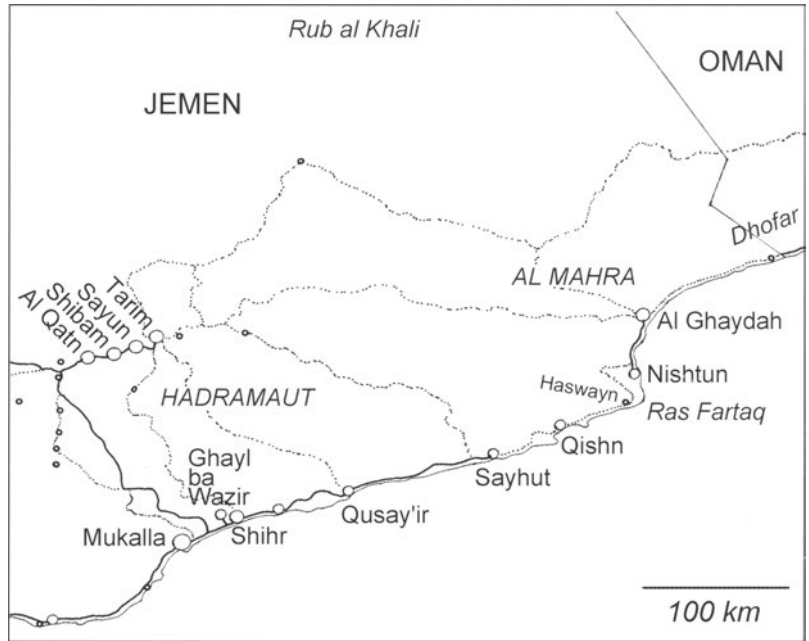 Rub al Khali
OMAN
JEMEN
Dhofar
AL MAHRA
Tarim
Sayun
Shibam
Al Qatn
Al Ghaydah
Nishtun
HADRAMAUT
Haswayn
Ras Fartaq
Qishn
Ghayl
ba
Wazir
Sayhut
Qusay'ir
Mukalla
Shihr
100 km